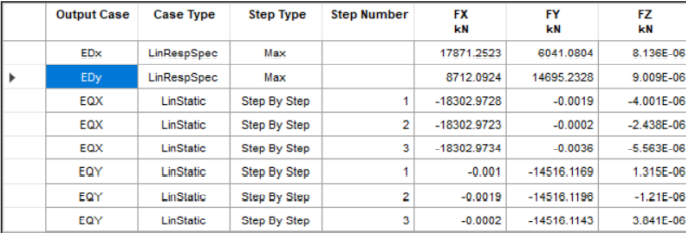 Output Case Case Type Step Type Step Number FX kN FY kN FZ kN
EDx LinRespSpec Max 17871.2523 6041.0804 8.136E-06
EDy LinRespSpec Max 8712.0924 14695.2328 9.009E-06
EQX LinStatic Step By Step 1 -18302.9728 -0.0019 -4.001E-06
EQX LinStatic Step By Step 2 -18302.9723 -0.0002 -2.438E-06
EQX LinStatic Step By Step 3 -18302.9734 -0.0036 -5.563E-06
EQY LinStatic Step By Step 1 -0.001 -14516.1169 1.315E-06
EQY LinStatic Step By Step 2 -0.0019 -14516.1196 -1.21E-06
EQY LinStatic Step By Step 3 -0.0002 -14516.1143 3.841E-06